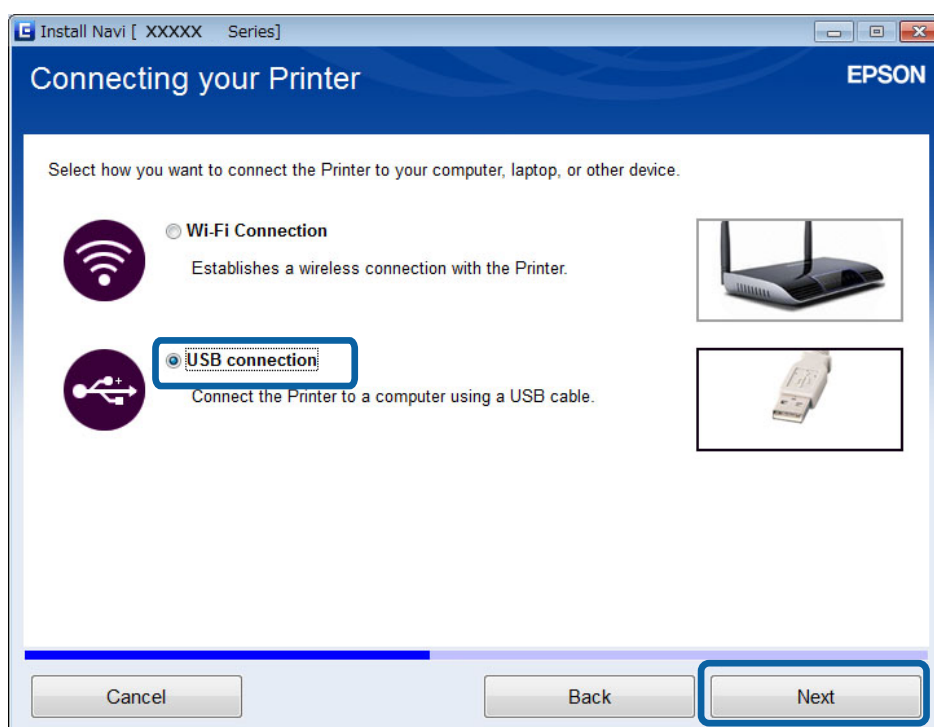 Install Navi [ XXXXX Series]
Connecting your Printer
EPSON
Select how you want to connect the Printer to your computer, laptop, or other device.
Wi-Fi Connection
Establishes a wireless connection with the Printer.
USB connection
Connect the Printer to a computer using a USB cable.
Cancel
Back
Next